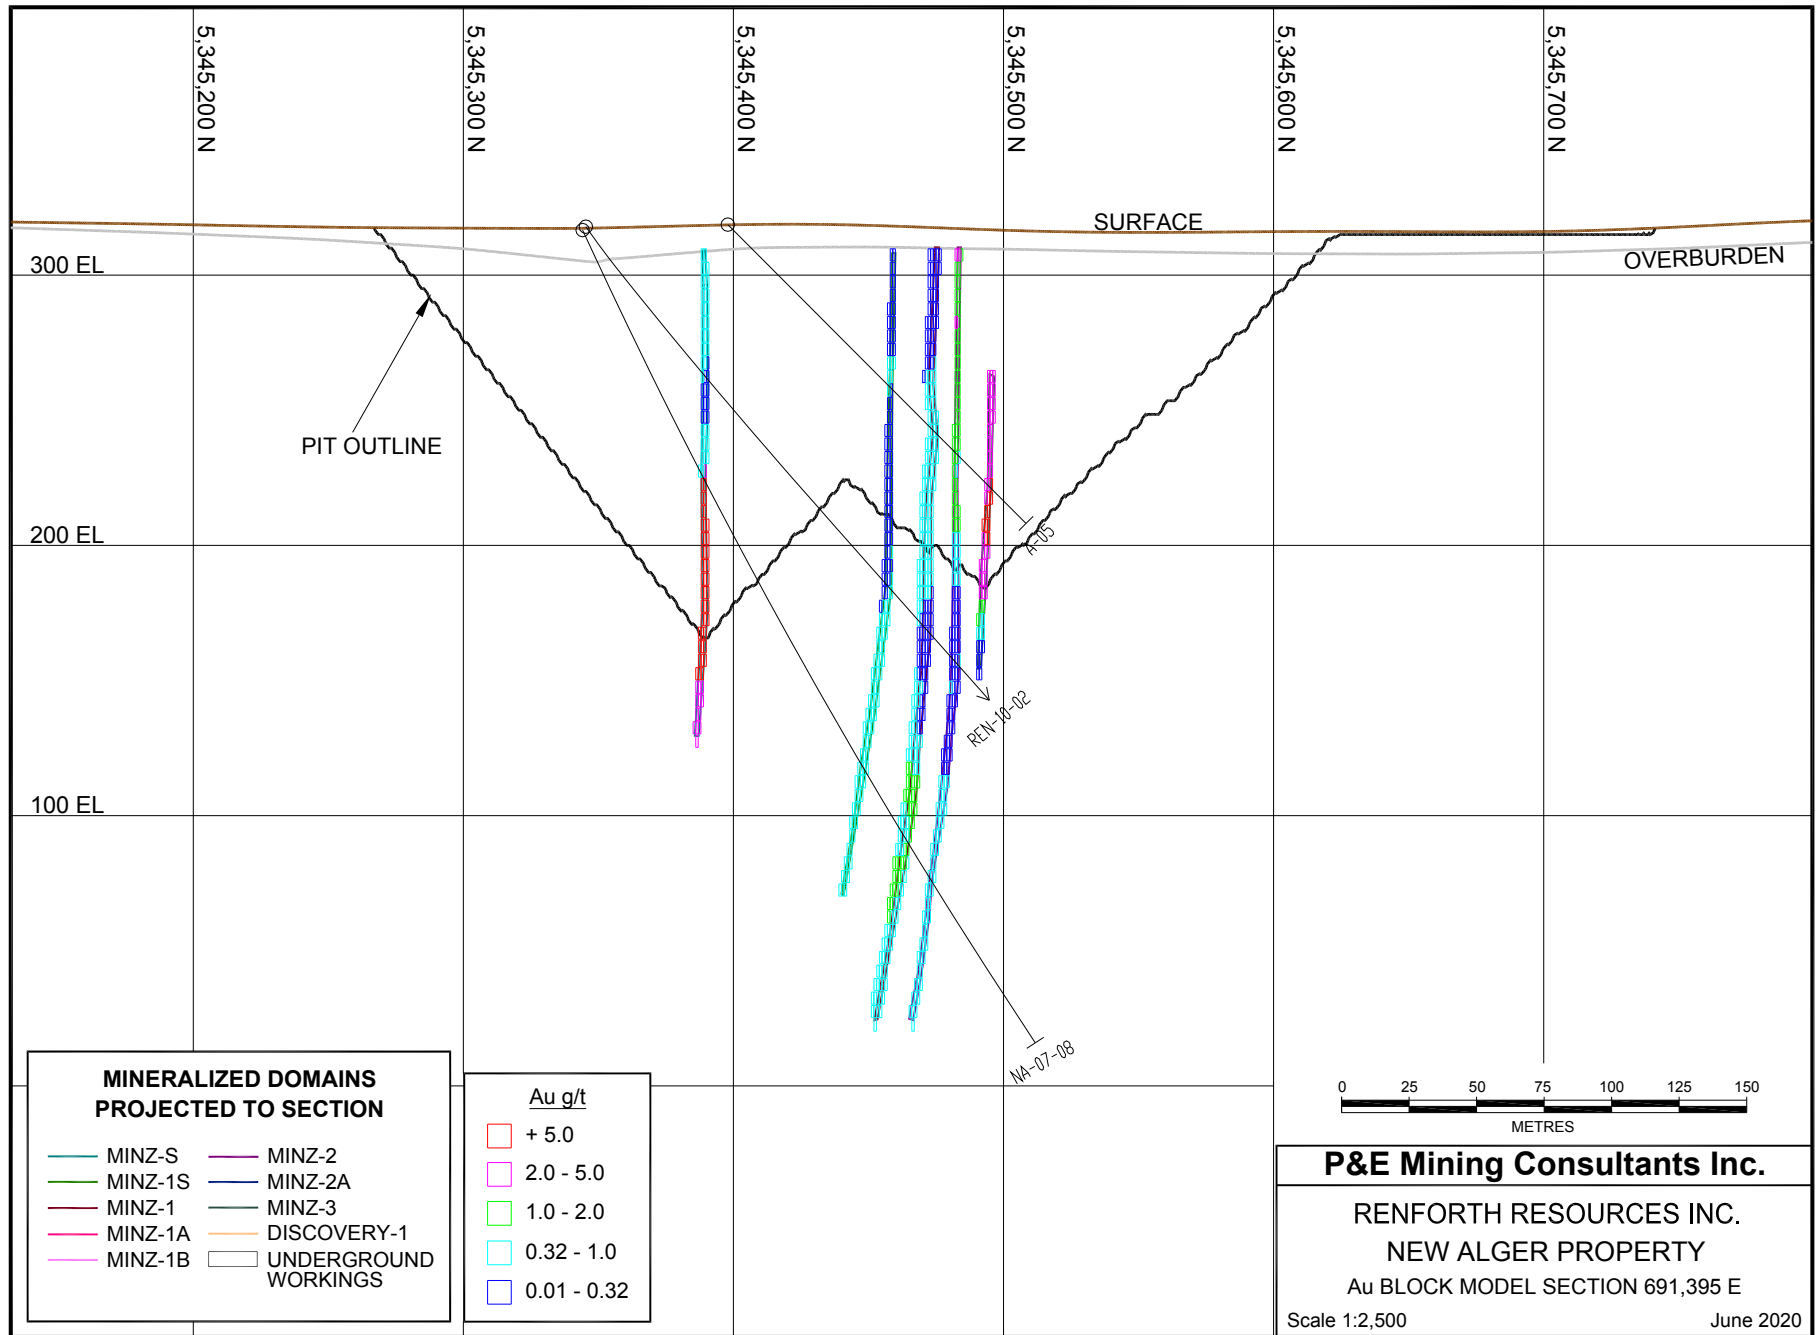 5,345,200 N
5,345,300 N
5,345,400 N
5,345,500 N
5,345,600 N
5,345,700 N
SURFACE
OVERBURDEN
300 EL
PIT OUTLINE
200 EL
A-05
REN-10-02
100 EL
NA-07-08
MINERALIZED DOMAINS
PROJECTED TO SECTION
MINZ-S
MINZ-1S
MINZ-1
MINZ-1A
MINZ-1B
MINZ-2
MINZ-2A
MINZ-3
DISCOVERY-1
UNDERGROUND
WORKINGS
Au g/t
+ 5.0
2.0 - 5.0
1.0 - 2.0
0.32 - 1.0
0.01 - 0.32
0 25 50 75 100 125 150
METRES
P&E Mining Consultants Inc.
RENFORTH RESOURCES INC.
NEW ALGER PROPERTY
Au BLOCK MODEL SECTION 691,395 E
Scale 1:2,500 June 2020